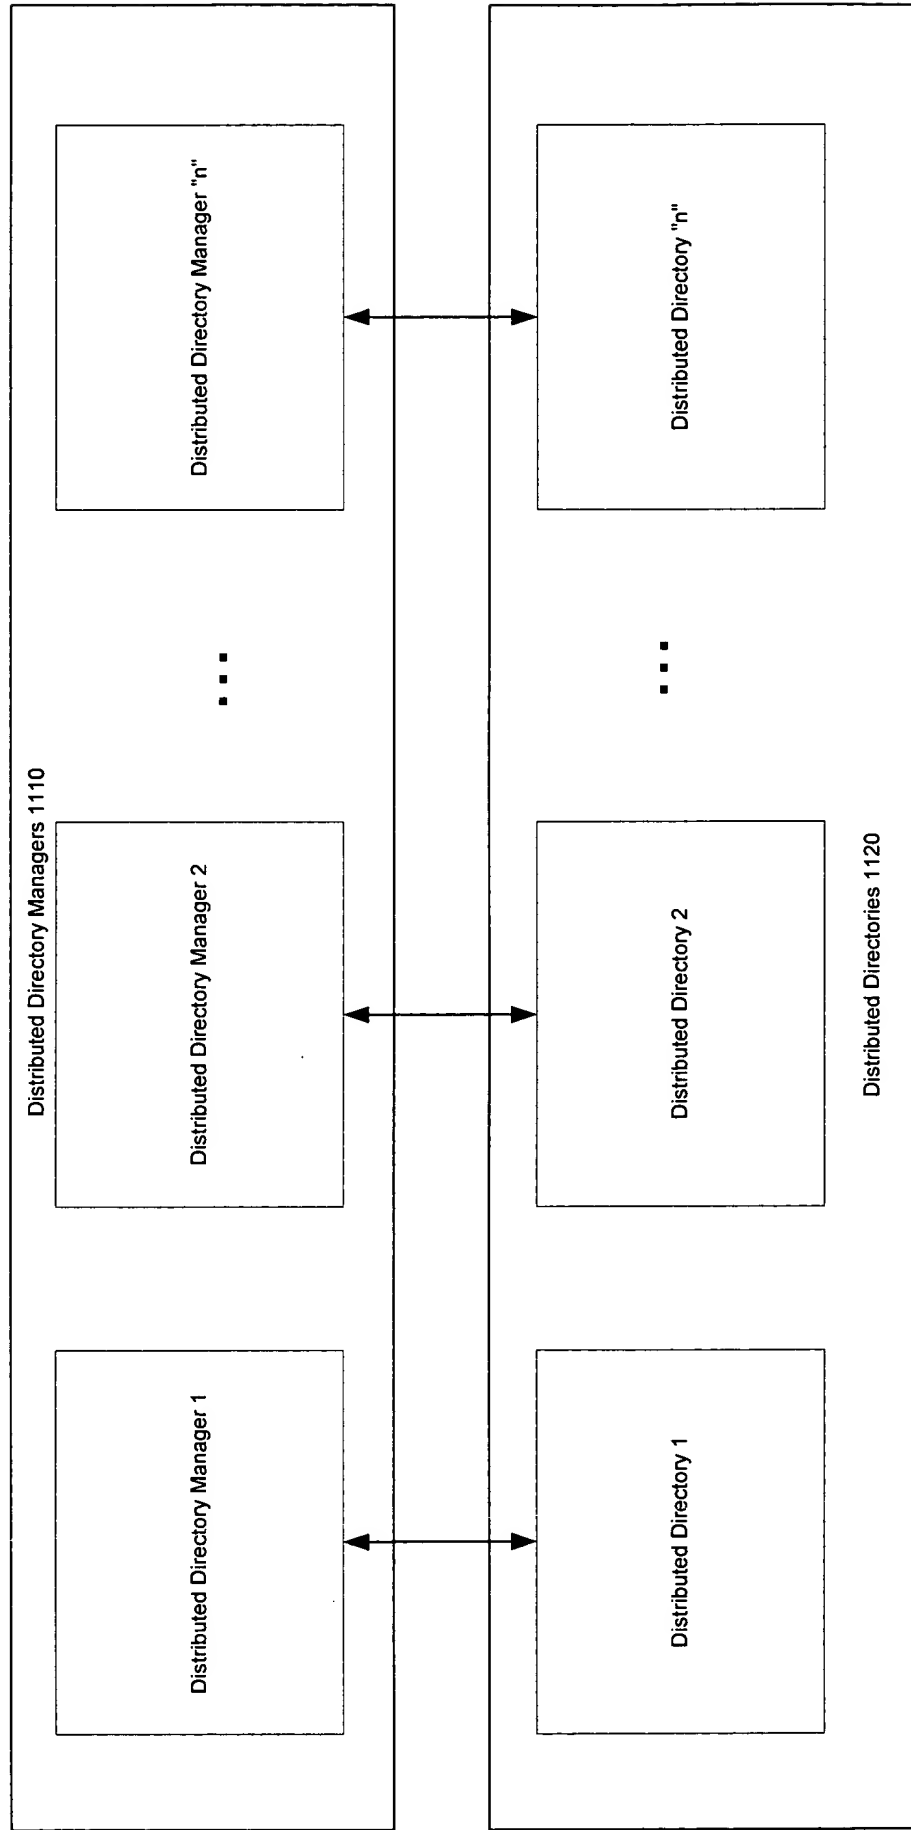 Distributed Directory Managers 1110
Distributed Directory Manager 1
Distributed Directory Manager 2
Distributed Directory Manager "n"
Distributed Directory 1
Distributed Directory 2
Distributed Directory "n"
Distributed Directories 1120